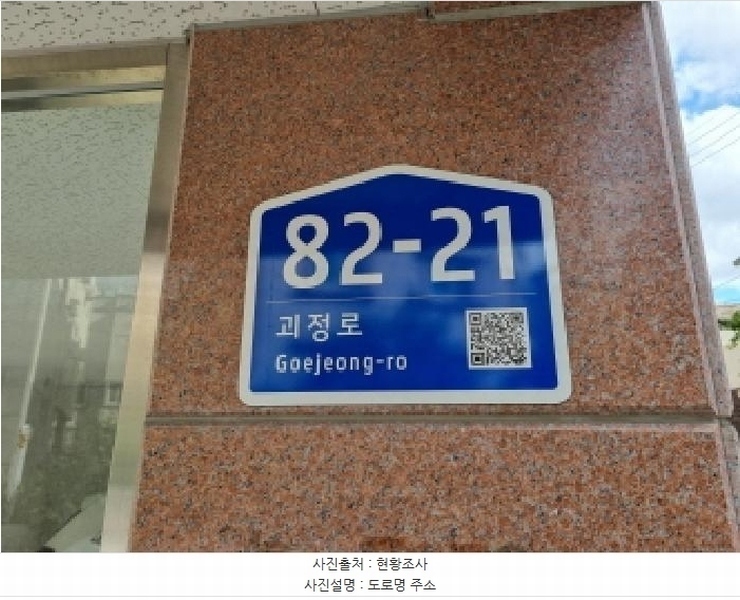 82-21
괴정로
Goejeong-ro
사진출처 : 현황조사
사진설명 : 도로명 주소